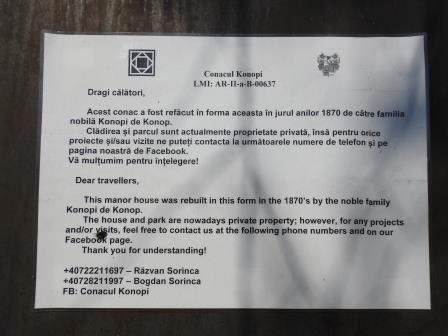 Conacul Konopi
LMI: AR-II-a-B-00637
Dragi călători,
Acest conac a fost refăcut în forma aceasta în jurul anilor 1870 de către familia
nobilă Konopi de Konop.
Clădirea și parcul sunt actualmente proprietate privată, însă pentru orice
proiecte și/sau vizite ne puteți contacta la următoarele numere de telefon și pe
pagina noastră de Facebook.
Vă mulțumim pentru înțelegere!
Dear travellers,
This manor house was rebuilt in this form in the 1870's by the noble family
Konopi de Konop.
The house and park are nowadays private property; however, for any projects
and/or visits, feel free to contact us at the following phone numbers and on our
Facebook page.
Thank you for understanding!
+40722211697 – Răzvan Sorinca
+40728211997 – Bogdan Sorinca
FB: Conacul Konopi